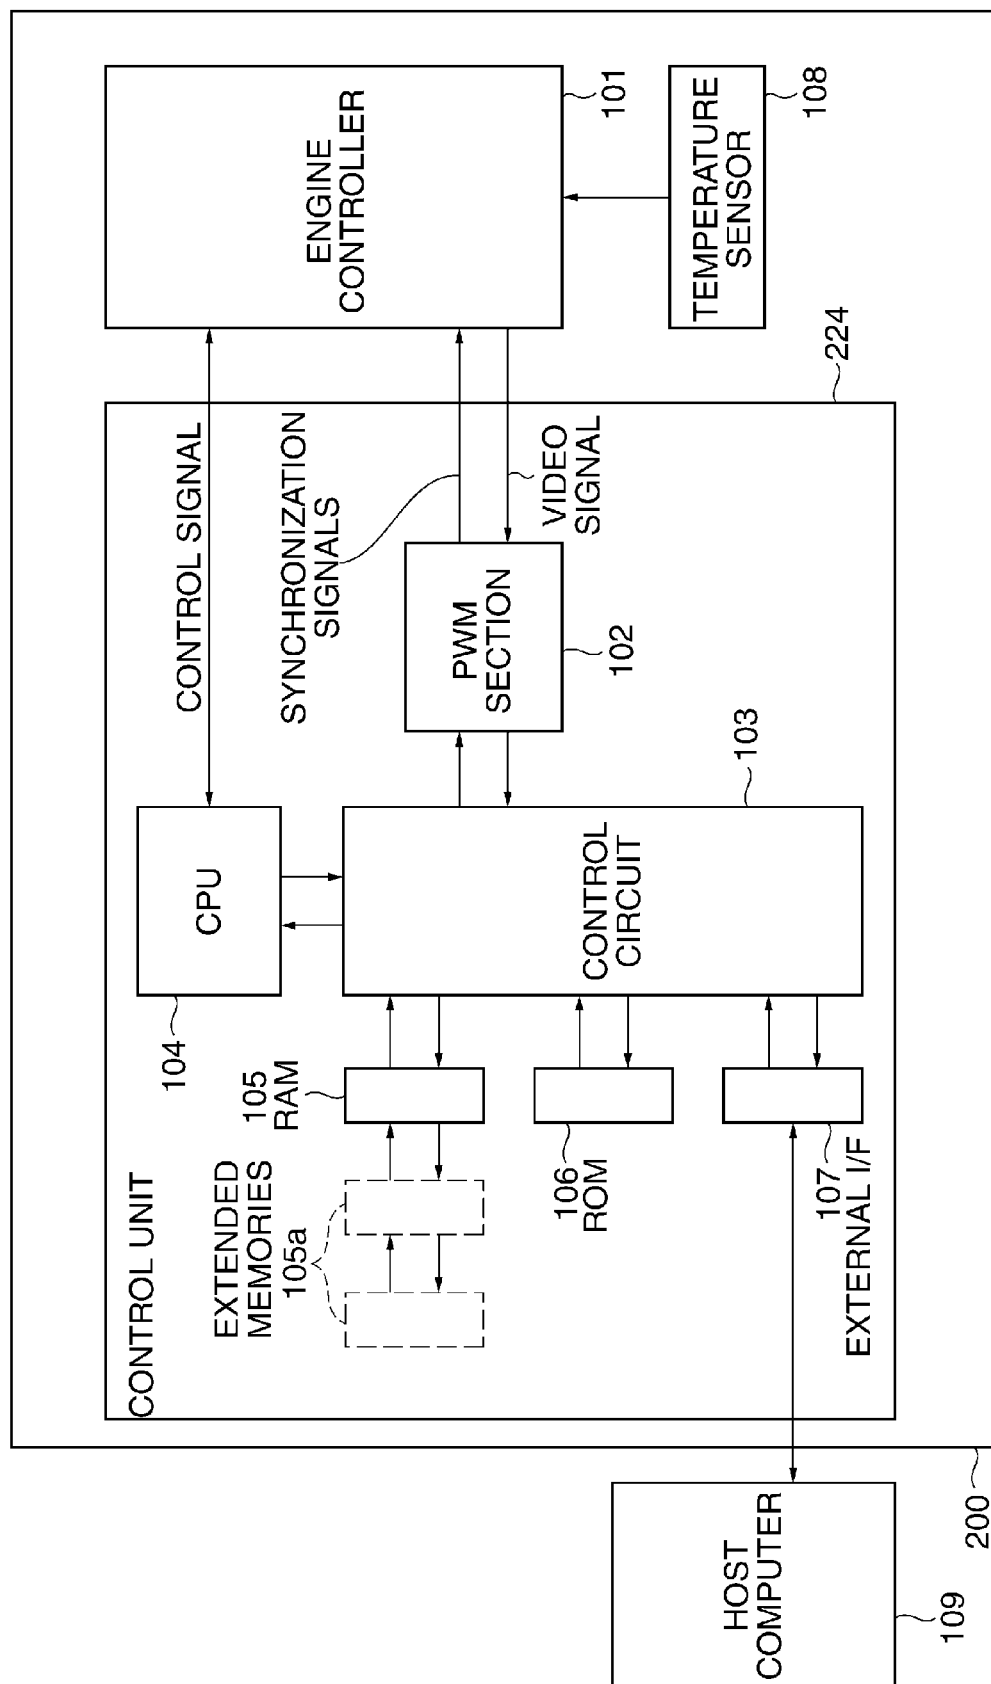 CONTROL UNIT
EXTENDED
MEMORIES
105a
105
RAM
106
ROM
107
EXTERNAL I/F
104
CPU
CONTROL
CIRCUIT
103
CONTROL SIGNAL
SYNCHRONIZATION
SIGNALS
VIDEO
SIGNAL
PWM
SECTION
102
224
ENGINE
CONTROLLER
101
TEMPERATURE
SENSOR
108
HOST
COMPUTER
109
200